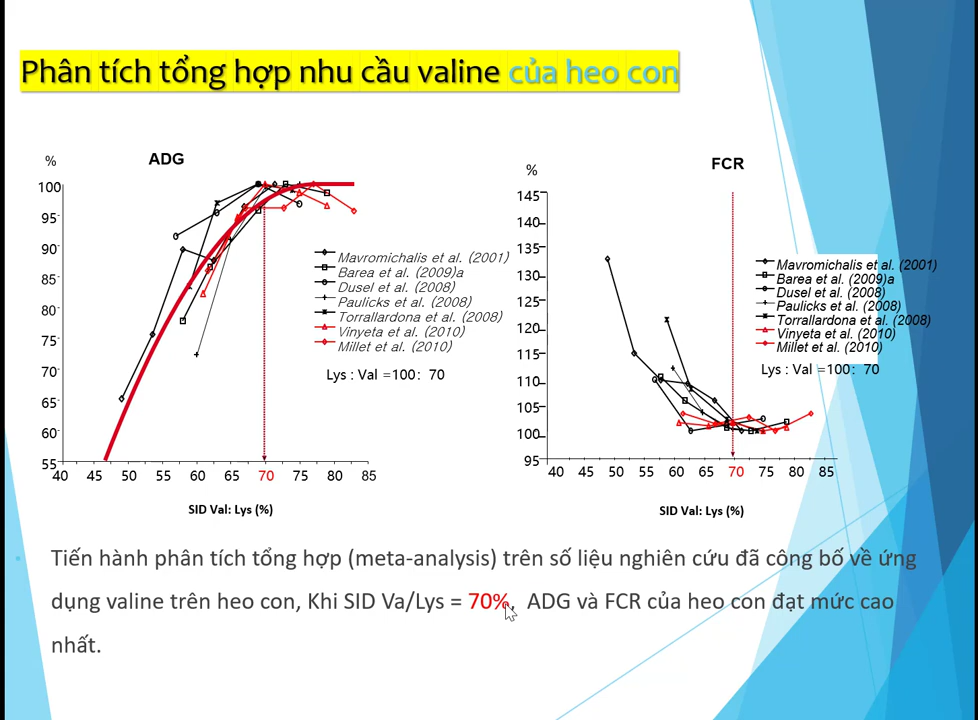 Phân tích tổng hợp nhu cầu valine của heo con
ADG
%
100
95
90
85
80
75
70
65
60
55
40 45 50 55 60 65 70 75 80 85
SID Val: Lys (%)
Mavromichalis et al. (2001)
Barea et al. (2009)a
Dusel et al. (2008)
Paulicks et al. (2008)
Torrallardona et al. (2008)
Vinyeta et al. (2010)
Millet et al. (2010)
Lys : Val =100: 70
FCR
%
145
140
135
130
125
120
115
110
105
100
95
40 45 50 55 60 65 70 75 80 85
SID Val: Lys (%)
Mavromichalis et al. (2001)
Barea et al. (2009)a
Dusel et al. (2008)
Paulicks et al. (2008)
Torrallardona et al. (2008)
Vinyeta et al. (2010)
Millet et al. (2010)
Lys : Val =100: 70
Tiến hành phân tích tổng hợp (meta-analysis) trên số liệu nghiên cứu đã công bố về ứng
dụng valine trên heo con, Khi SID Va/Lys = 70%, ADG và FCR của heo con đạt mức cao
nhất.